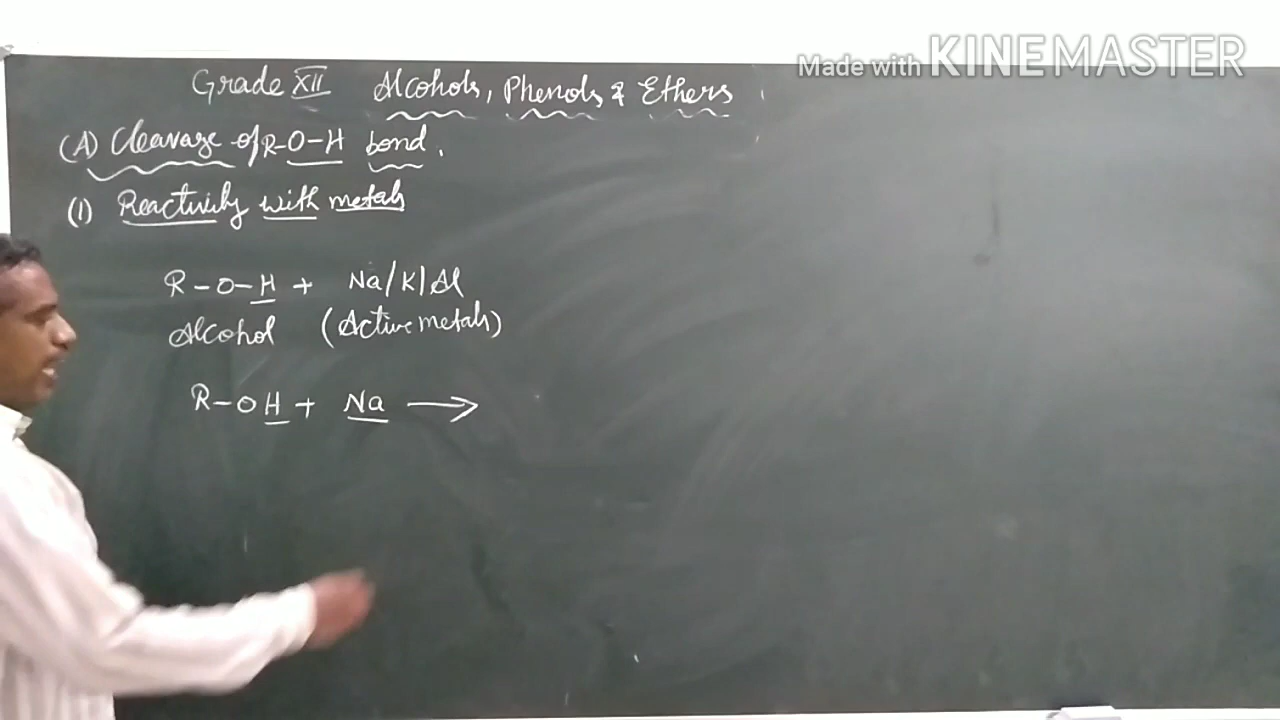 Made with KINEMASTER
Grade XII Alcohols, Phenols & Ethers
(A) Cleavage of R-O-H bond.
(1) Reactivity with metals
R-O-H + Na/K/Al
Alcohol (Active metals)
R-OH + Na →